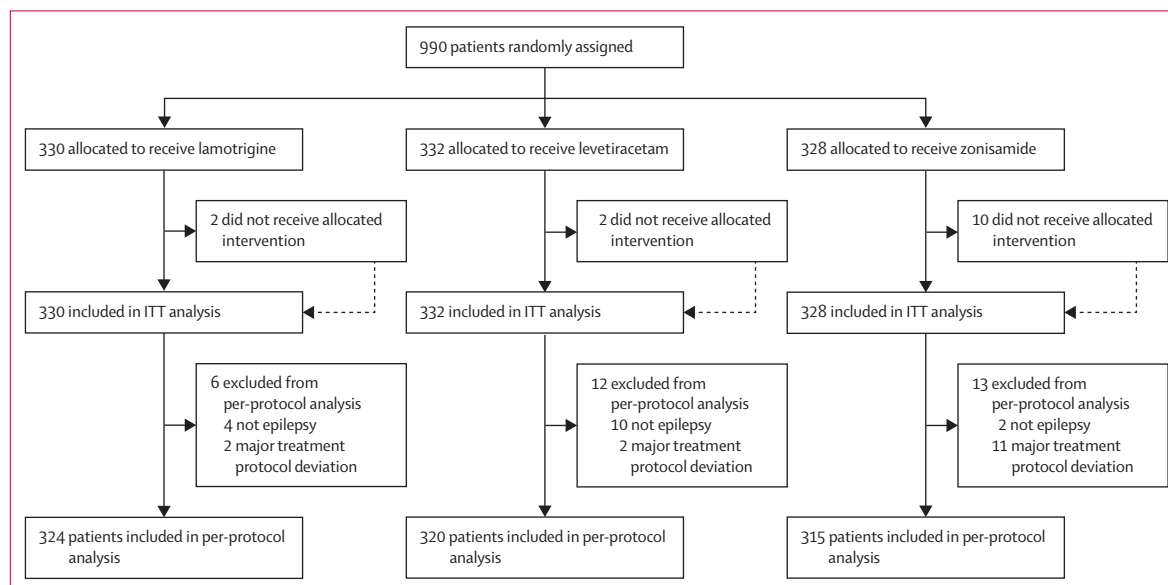 990 patients randomly assigned
330 allocated to receive lamotrigine
332 allocated to receive levetiracetam
328 allocated to receive zonisamide
2 did not receive allocated
intervention
2 did not receive allocated
intervention
10 did not receive allocated
intervention
330 included in ITT analysis
332 included in ITT analysis
328 included in ITT analysis
6 excluded from
per-protocol analysis
4 not epilepsy
2 major treatment
protocol deviation
12 excluded from
per-protocol analysis
10 not epilepsy
2 major treatment
protocol deviation
13 excluded from
per-protocol analysis
2 not epilepsy
11 major treatment
protocol deviation
324 patients included in per-protocol
analysis
320 patients included in per-protocol
analysis
315 patients included in per-protocol
analysis